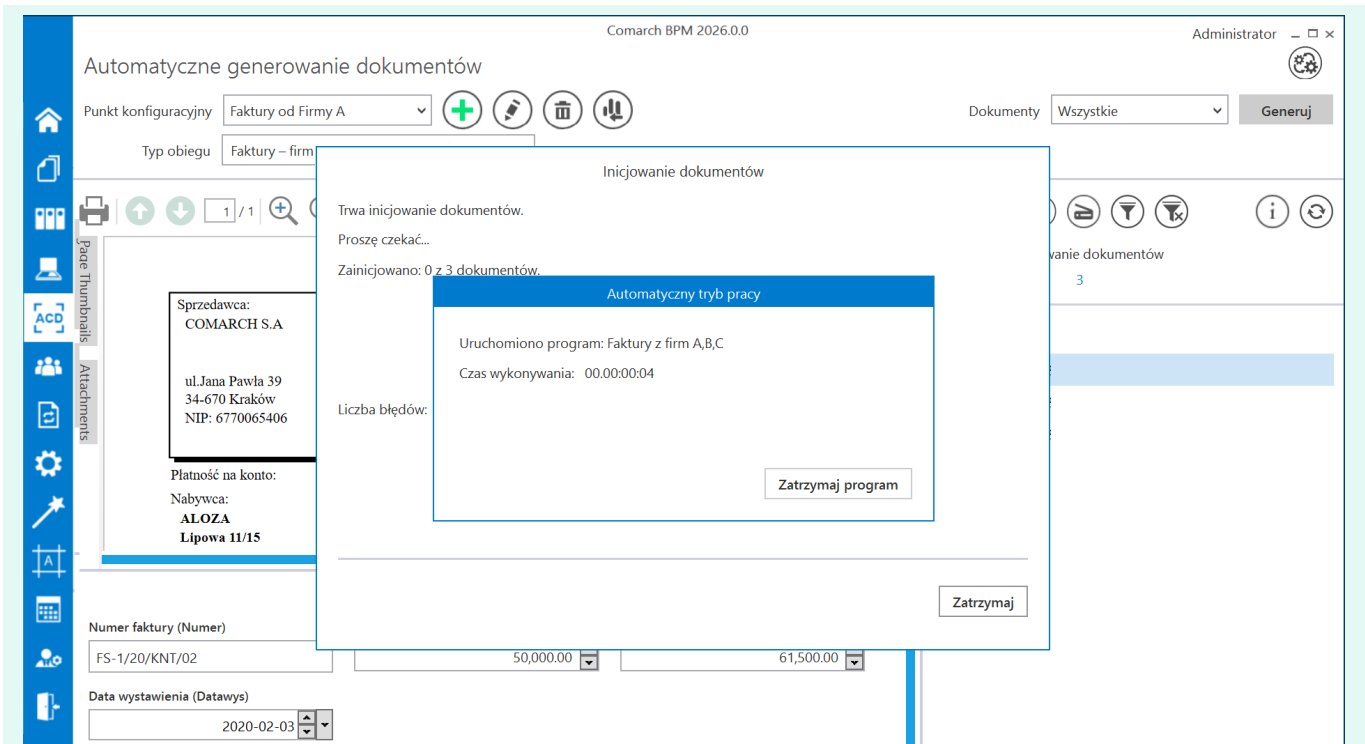 Comarch BPM 2026.0.0
Administrator
Automatyczne generowanie dokumentów
Punkt konfiguracyjny Faktury od Firmy A
Dokumenty Wszystkie Generuj
Typ obiegu Faktury – firm
1 / 1
Page Thumbnails
Attachments
ACD
A
i
Sprzedawca:
COMARCH S.A
ul.Jana Pawła 39
34-670 Kraków
NIP: 6770065406
Płatność na konto:
Nabywca:
ALOZA
Lipowa 11/15
Inicjowanie dokumentów
Trwa inicjowanie dokumentów.
Proszę czekać...
Zainicjowano: 0 z 3 dokumentów.
Liczba błędów:
Automatyczny tryb pracy
Uruchomiono program: Faktury z firm A,B,C
Czas wykonywania: 00.00:00:04
Zatrzymaj program
Zatrzymaj
dokumentów
3
Numer faktury (Numer)
FS-1/20/KNT/02 50,000.00 61,500.00
Data wystawienia (Datawys)
2020-02-03